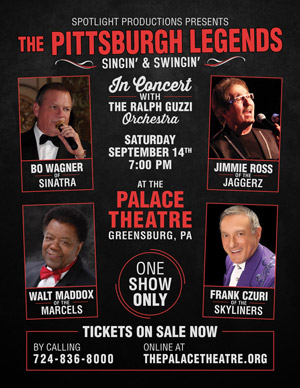 SPOTLIGHT PRODUCTIONS PRESENTS
THE PITTSBURGH LEGENDS
SINGIN' & SWINGIN'
In Concert
WITH
THE RALPH GUZZI
Orchestra
SATURDAY
SEPTEMBER 14TH
7:00 PM
AT THE
PALACE
THEATRE
GREENSBURG, PA
BO WAGNER
OF
SINATRA
JIMMIE ROSS
OF THE
JAGGERZ
WALT MADDOX
OF THE
MARCELS
ONE
SHOW
ONLY
FRANK CZURI
OF THE
SKYLINERS
TICKETS ON SALE NOW
BY CALLING
724-836-8000
ONLINE AT
THEPALACETHEATRE.ORG